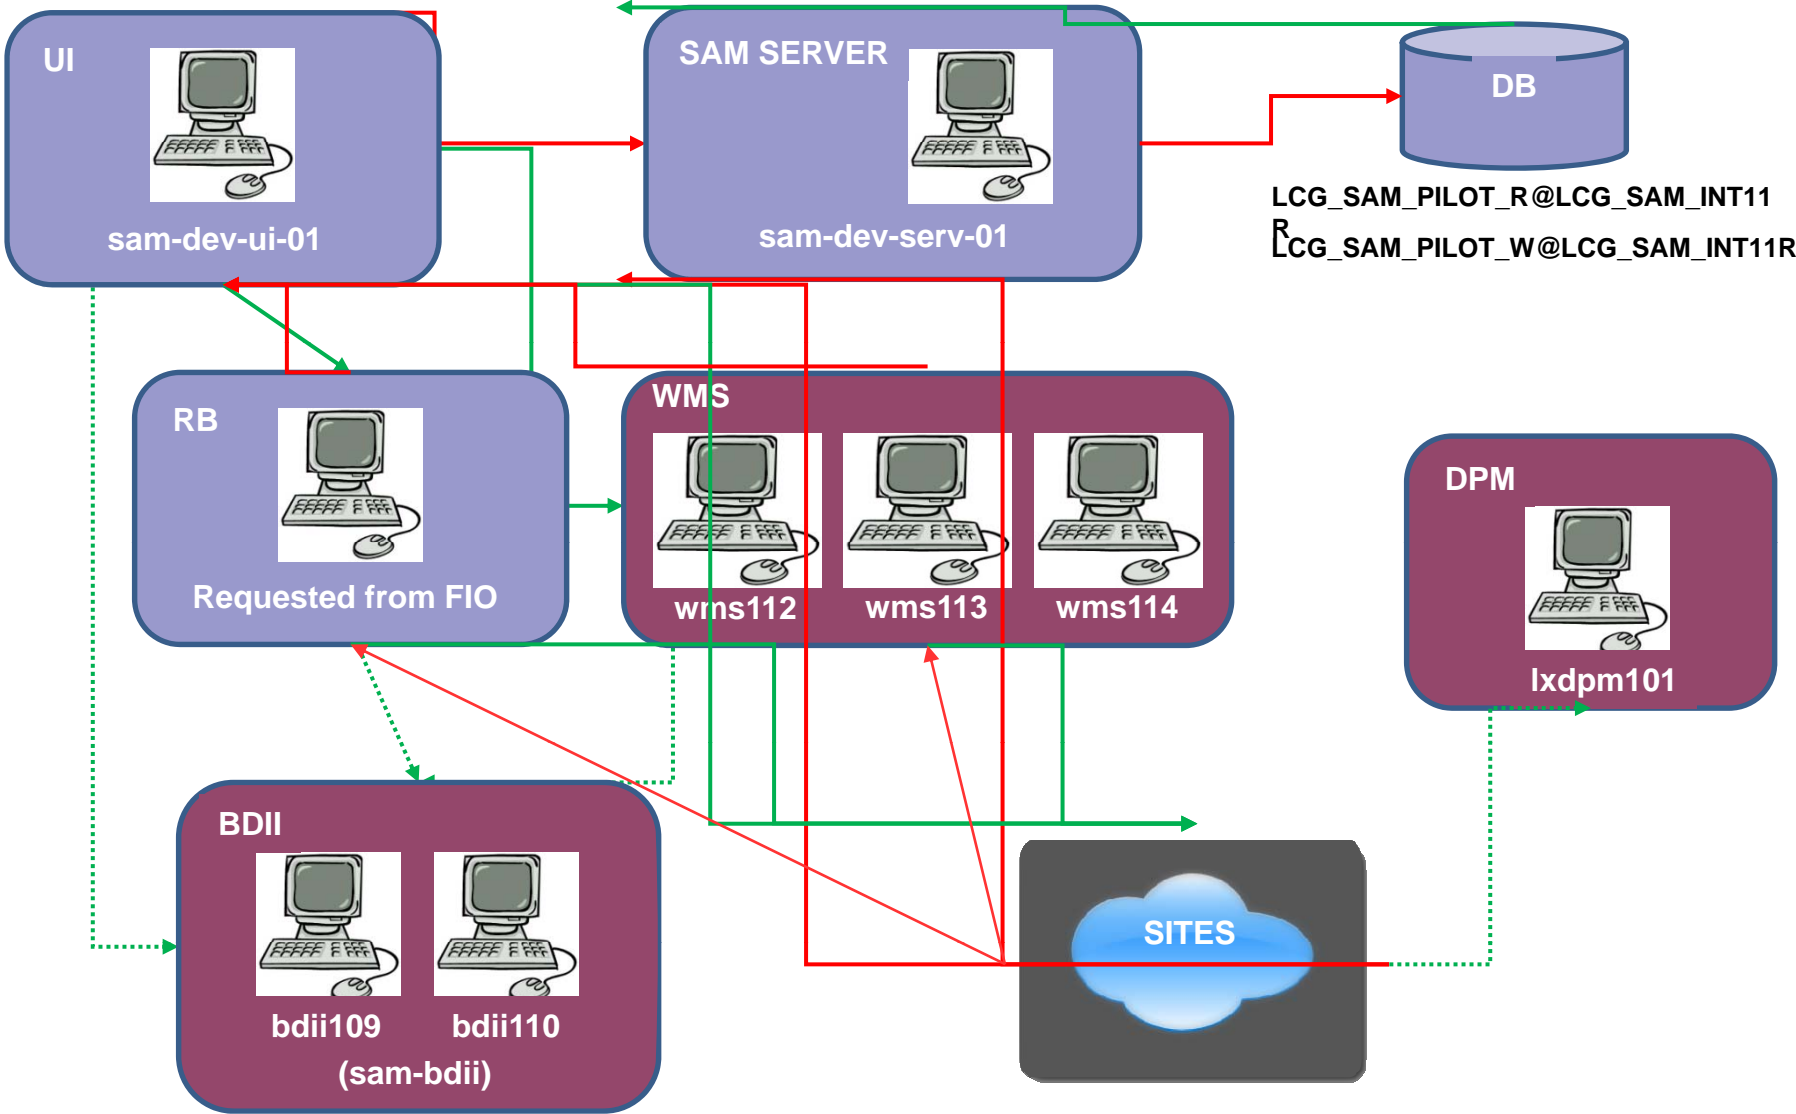 UI
sam-dev-ui-01
SAM SERVER
sam-dev-serv-01
DB
LCG_SAM_PILOT_R@LCG_SAM_INT11
R
LCG_SAM_PILOT_W@LCG_SAM_INT11R
RB
Requested from FIO
WMS
wms112
wms113
wms114
DPM
lxdpm101
BDII
bdii109
bdii110
(sam-bdii)
SITES